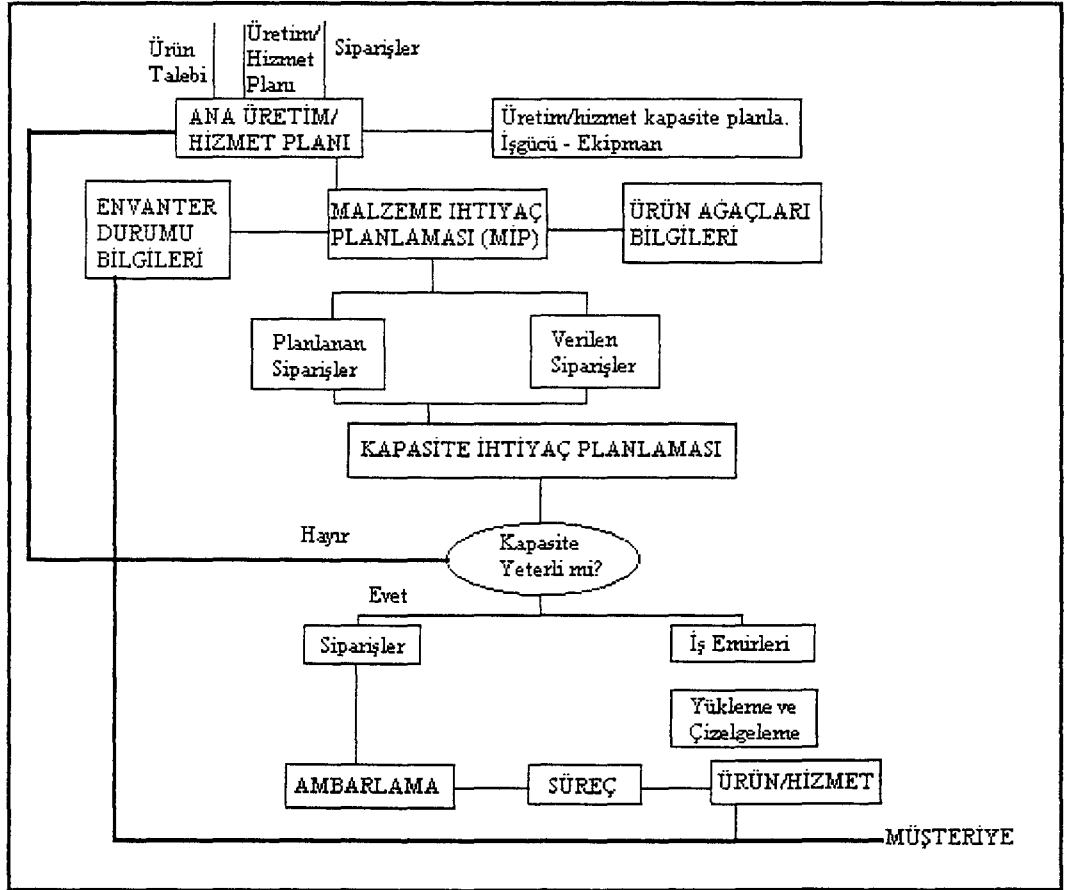 Ürün
Talebi
Üretim/
Hizmet
Planı
Siparişler
ANA ÜRETİM/
HİZMET PLANI
Üretim/hizmet kapasite planla.
İşgücü - Ekipman
ENVANTER
DURUMU
BİLGİLERİ
MALZEME IHTIYAÇ
PLANLAMASI (MİP)
ÜRÜN AĞAÇLARI
BİLGİLERİ
Planlanan
Siparişler
Verilen
Siparişler
KAPASİTE İHTİYAÇ PLANLAMASI
Hayır
Kapasite
Yeterli mi?
Evet
Siparişler
İş Emirleri
Yükleme ve
Çizelgeleme
AMBARLAMA
SÜREÇ
ÜRÜN/HİZMET
MÜŞTERİYE